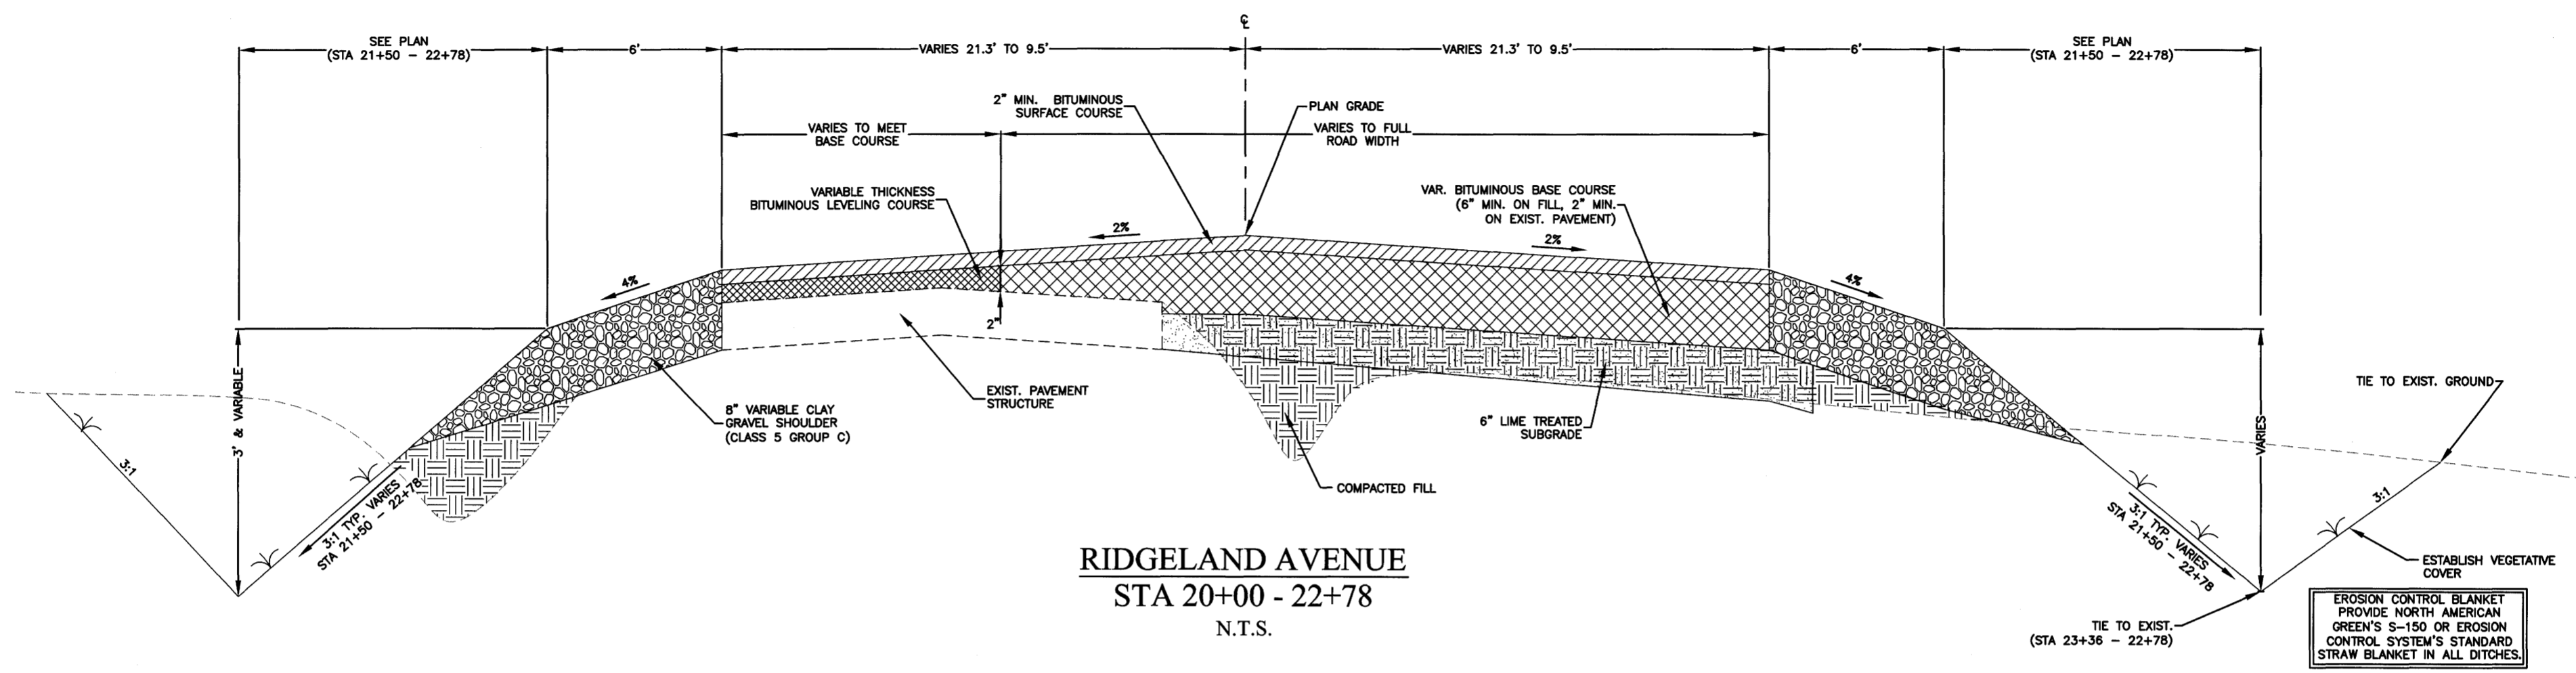 ℄
SEE PLAN
(STA 21+50 – 22+78)
6'
VARIES 21.3' TO 9.5'
VARIES 21.3' TO 9.5'
6'
SEE PLAN
(STA 21+50 – 22+78)
2" MIN. BITUMINOUS
SURFACE COURSE
PLAN GRADE
VARIES TO MEET
BASE COURSE
VARIES TO FULL
ROAD WIDTH
VARIABLE THICKNESS
BITUMINOUS LEVELING COURSE
VAR. BITUMINOUS BASE COURSE
(6" MIN. ON FILL, 2" MIN.
ON EXIST. PAVEMENT)
2%
2%
4%
4%
2"
3' & VARIABLE
EXIST. PAVEMENT
STRUCTURE
8" VARIABLE CLAY
GRAVEL SHOULDER
(CLASS 5 GROUP C)
6" LIME TREATED
SUBGRADE
TIE TO EXIST. GROUND
VARIES
3:1
3:1 TYP. VARIES
STA 21+50 – 22+78
COMPACTED FILL
3:1 TYP. VARIES
STA 21+50 – 22+78
3:1
ESTABLISH VEGETATIVE
COVER
RIDGELAND AVENUE
STA 20+00 - 22+78
N.T.S.
TIE TO EXIST.
(STA 23+36 – 22+78)
EROSION CONTROL BLANKET
PROVIDE NORTH AMERICAN
GREEN'S S–150 OR EROSION
CONTROL SYSTEM'S STANDARD
STRAW BLANKET IN ALL DITCHES.